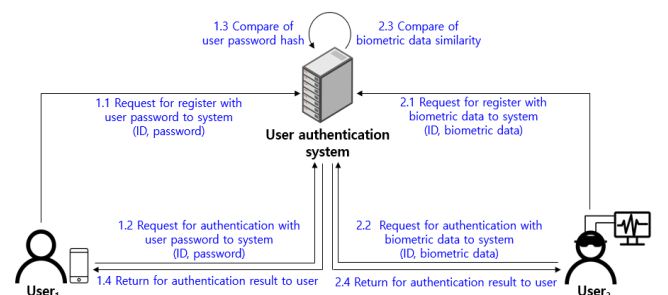 1.3 Compare of
user password hash
2.3 Compare of
biometric data similarity
1.1 Request for register with
user password to system
(ID, password)
2.1 Request for register with
biometric data to system
(ID, biometric data)
User authentication
system
1.2 Request for authentication with
user password to system
(ID, password)
2.2 Request for authentication with
biometric data to system
(ID, biometric data)
1.4 Return for authentication result to user
2.4 Return for authentication result to user
User₁
User₂